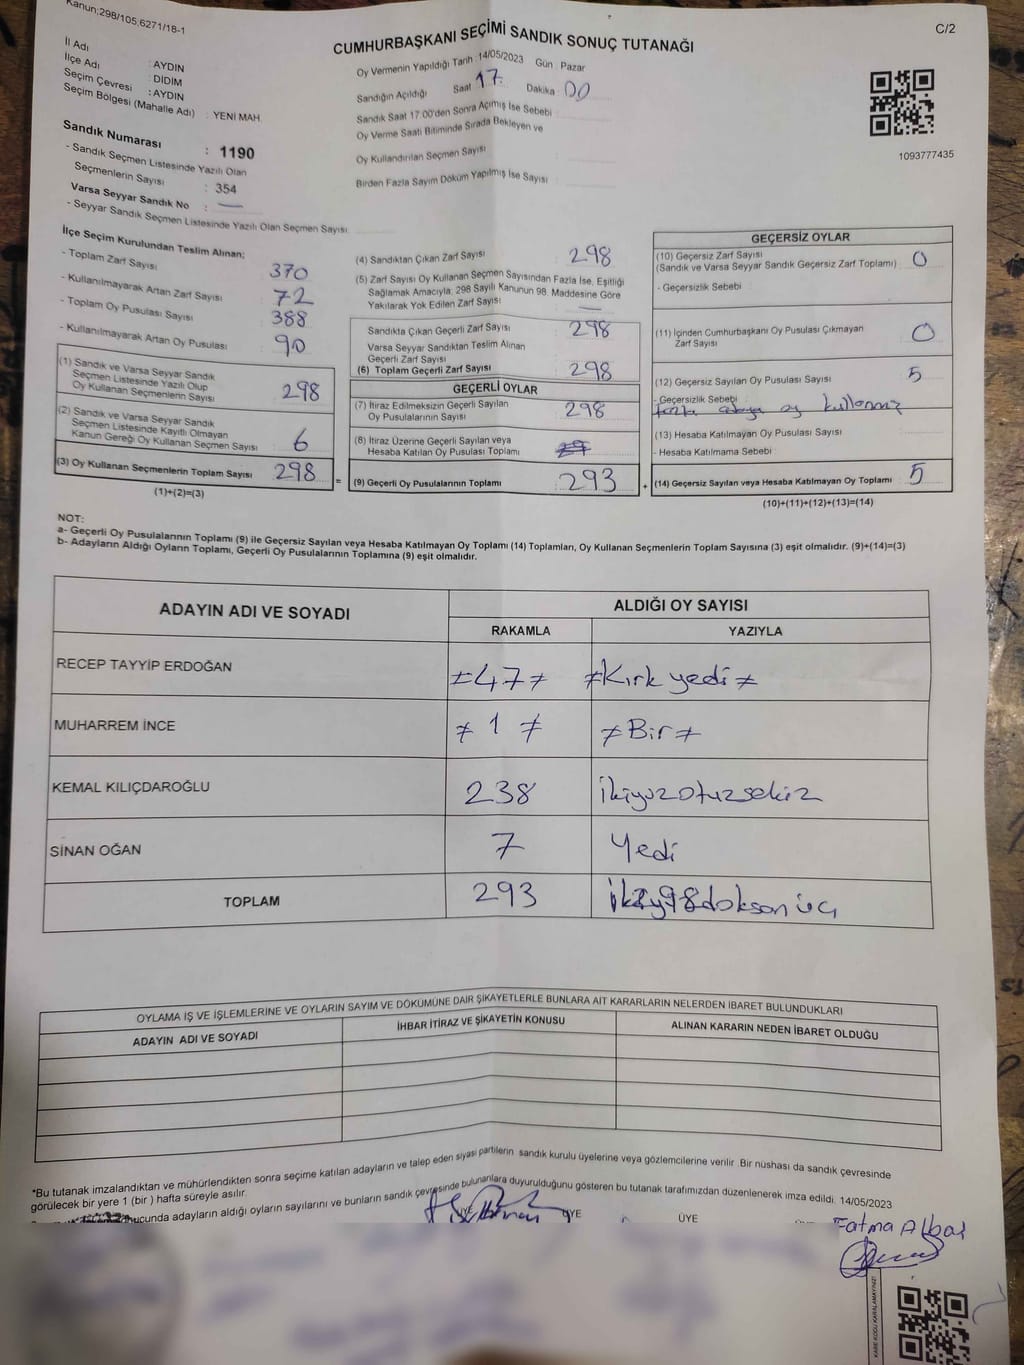 Kanun;298/105;6271/18-1
C/2
CUMHURBAŞKANI SEÇİMİ SANDIK SONUÇ TUTANAĞI
İl Adı : AYDIN
İlçe Adı : DİDİM
Seçim Çevresi : AYDIN
Seçim Bölgesi (Mahalle Adı) : YENİ MAH.
Oy Vermenin Yapıldığı Tarih : 14/05/2023 Gün : Pazar
Sandığın Açıldığı Saat 17 Dakika 00
Sandık Saat 17.00'den Sonra Açılmış İse Sebebi
Oy Verme Saati Bitiminde Sırada Bekleyen ve
Oy Kullandırılan Seçmen Sayısı
Birden Fazla Sayım Döküm Yapılmış İse Sayısı
1093777435
Sandık Numarası : 1190
- Sandık Seçmen Listesinde Yazılı Olan
Seçmenlerin Sayısı : 354
Varsa Seyyar Sandık No : —
- Seyyar Sandık Seçmen Listesinde Yazılı Olan Seçmen Sayısı:
İlçe Seçim Kurulundan Teslim Alınan;
- Toplam Zarf Sayısı : 370
- Kullanılmayarak Artan Zarf Sayısı : 72
- Toplam Oy Pusulası Sayısı : 388
- Kullanılmayarak Artan Oy Pusulası : 90
(1) Sandık ve Varsa Seyyar Sandık
Seçmen Listesinde Yazılı Olup
Oy Kullanan Seçmenlerin Sayısı : 298
(2) Sandık ve Varsa Seyyar Sandık
Seçmen Listesinde Kayıtlı Olmayan
Kanun Gereği Oy Kullanan Seçmen Sayısı : 6
(3) Oy Kullanan Seçmenlerin Toplam Sayısı : 298
(1)+(2)=(3)
(4) Sandıktan Çıkan Zarf Sayısı : 298
(5) Zarf Sayısı Oy Kullanan Seçmen Sayısından Fazla İse, Eşitliği
Sağlamak Amacıyla, 298 Sayılı Kanunun 98. Maddesine Göre
Yakılarak Yok Edilen Zarf Sayısı : —
Sandıkta Çıkan Geçerli Zarf Sayısı : 298
Varsa Seyyar Sandıktan Teslim Alınan
Geçerli Zarf Sayısı
(6) Toplam Geçerli Zarf Sayısı : 298
GEÇERLİ OYLAR
(7) İtiraz Edilmeksizin Geçerli Sayılan
Oy Pusulalarının Sayısı : 298
(8) İtiraz Üzerine Geçerli Sayılan veya
Hesaba Katılan Oy Pusulası Toplamı :
= (9) Geçerli Oy Pusulalarının Toplamı : 293
GEÇERSİZ OYLAR
(10) Geçersiz Zarf Sayısı
(Sandık ve Varsa Seyyar Sandık Geçersiz Zarf Toplamı) : 0
- Geçersizlik Sebebi :
(11) İçinden Cumhurbaşkanı Oy Pusulası Çıkmayan
Zarf Sayısı : 0
(12) Geçersiz Sayılan Oy Pusulası Sayısı : 5
- Geçersizlik Sebebi
fazla adaya oy kullanmış
(13) Hesaba Katılmayan Oy Pusulası Sayısı :
- Hesaba Katılmama Sebebi :
+ (14) Geçersiz Sayılan veya Hesaba Katılmayan Oy Toplamı : 5
(10)+(11)+(12)+(13)=(14)
NOT:
a- Geçerli Oy Pusulalarının Toplamı (9) ile Geçersiz Sayılan veya Hesaba Katılmayan Oy Toplamı (14) Toplamları, Oy Kullanan Seçmenlerin Toplam Sayısına (3) eşit olmalıdır. (9)+(14)=(3)
b- Adayların Aldığı Oyların Toplamı, Geçerli Oy Pusulalarının Toplamına (9) eşit olmalıdır.
ADAYIN ADI VE SOYADI ALDIĞI OY SAYISI
RAKAMLA YAZIYLA
RECEP TAYYİP ERDOĞAN ≠47≠ ≠Kırk yedi≠
MUHARREM İNCE ≠1≠ ≠Bir≠
KEMAL KILIÇDAROĞLU 238 ikiyüzotuzsekiz
SİNAN OĞAN 7 Yedi
TOPLAM 293
OYLAMA İŞ VE İŞLEMLERİNE VE OYLARIN SAYIM VE DÖKÜMÜNE DAİR ŞİKAYETLERLE BUNLARA AİT KARARLARIN NELERDEN İBARET BULUNDUKLARI
ADAYIN ADI VE SOYADI İHBAR İTİRAZ VE ŞİKAYETİN KONUSU ALINAN KARARIN NEDEN İBARET OLDUĞU
*Bu tutanak imzalandıktan ve mühürlendikten sonra seçime katılan adayların ve talep eden siyasi partilerin sandık kurulu üyelerine veya gözlemcilerine verilir. Bir nüshası da sandık çevresinde
görülecek bir yere 1 (bir) hafta süreyle asılır.
ucunda adayların aldığı oyların sayılarını ve bunların sandık çevresinde bulunanlara duyurulduğunu gösteren bu tutanak tarafımızdan düzenlenerek imza edildi. 14/05/2023
ÜYE ÜYE ÜYE
Fatma Albas
KARE KODU KARALAMAYINIZ!